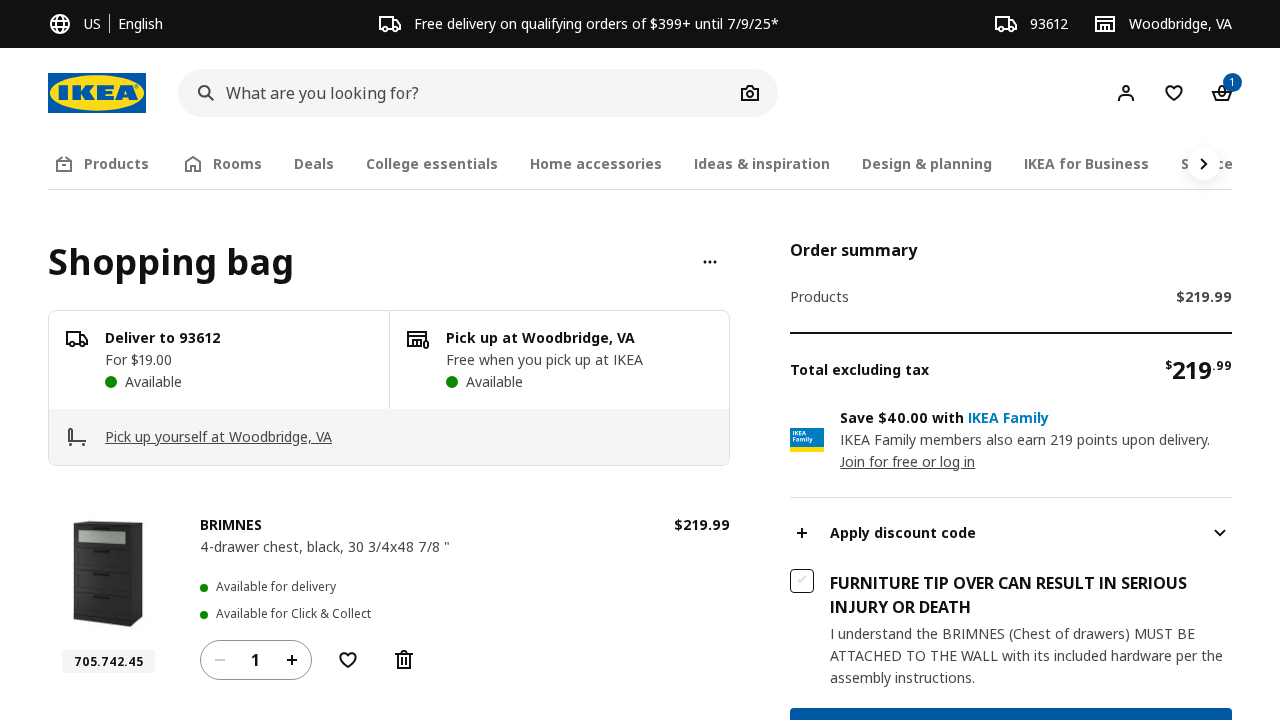 US
English
Free delivery on qualifying orders of $399+ until 7/9/25*
93612
Woodbridge, VA
IKEA
What are you looking for?
1
Products
Rooms
Deals
College essentials
Home accessories
Ideas & inspiration
Design & planning
IKEA for Business
Shopping bag
Deliver to 93612
For $19.00
Available
Pick up at Woodbridge, VA
Free when you pick up at IKEA
Available
Pick up yourself at Woodbridge, VA
BRIMNES
$219.99
4-drawer chest, black, 30 3/4x48 7/8 "
Available for delivery
Available for Click & Collect
705.742.45
1
Order summary
Products
$219.99
Total excluding tax
$219.99
IKEA
Family
Save $40.00 with IKEA Family
IKEA Family members also earn 219 points upon delivery.
Join for free or log in
Apply discount code
FURNITURE TIP OVER CAN RESULT IN SERIOUS
INJURY OR DEATH
I understand the BRIMNES (Chest of drawers) MUST BE
ATTACHED TO THE WALL with its included hardware per the
assembly instructions.